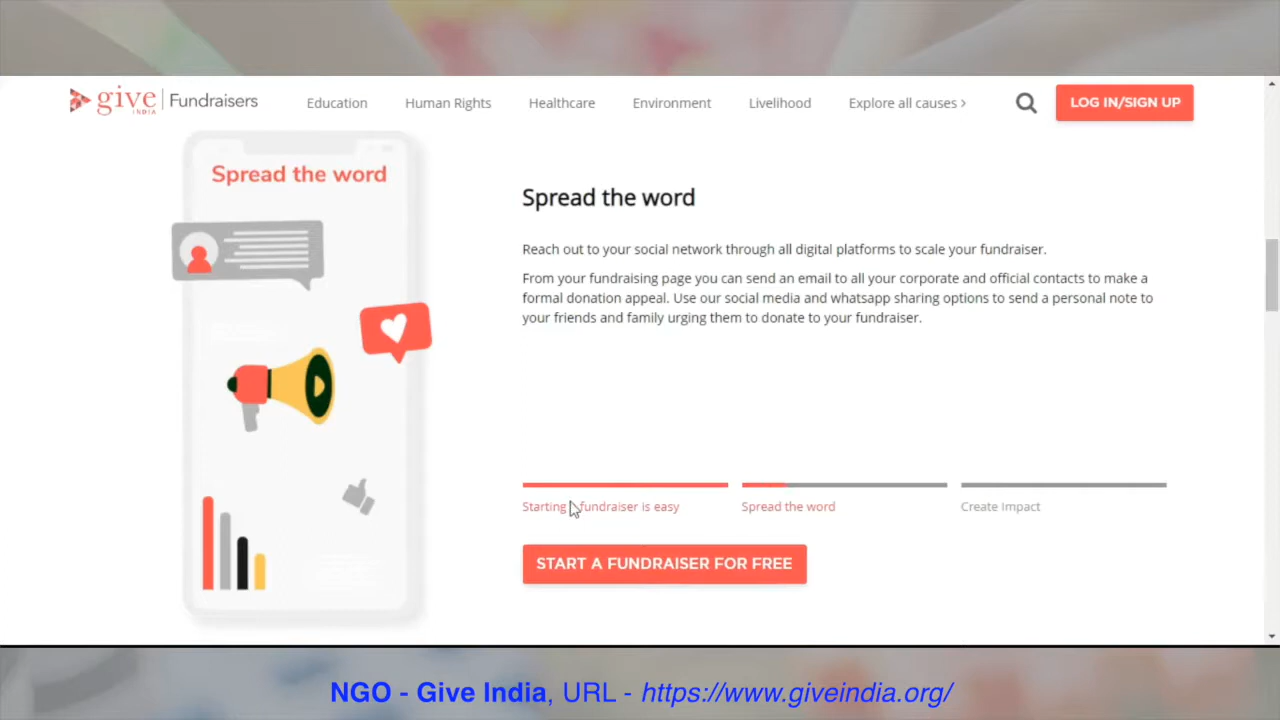 give INDIA | Fundraisers Education Human Rights Healthcare Environment Livelihood Explore all causes > LOG IN/SIGN UP
Spread the word
Spread the word
Reach out to your social network through all digital platforms to scale your fundraiser.
From your fundraising page you can send an email to all your corporate and official contacts to make a
formal donation appeal. Use our social media and whatsapp sharing options to send a personal note to
your friends and family urging them to donate to your fundraiser.
Starting fundraiser is easy Spread the word Create Impact
START A FUNDRAISER FOR FREE
NGO - Give India, URL - https://www.giveindia.org/